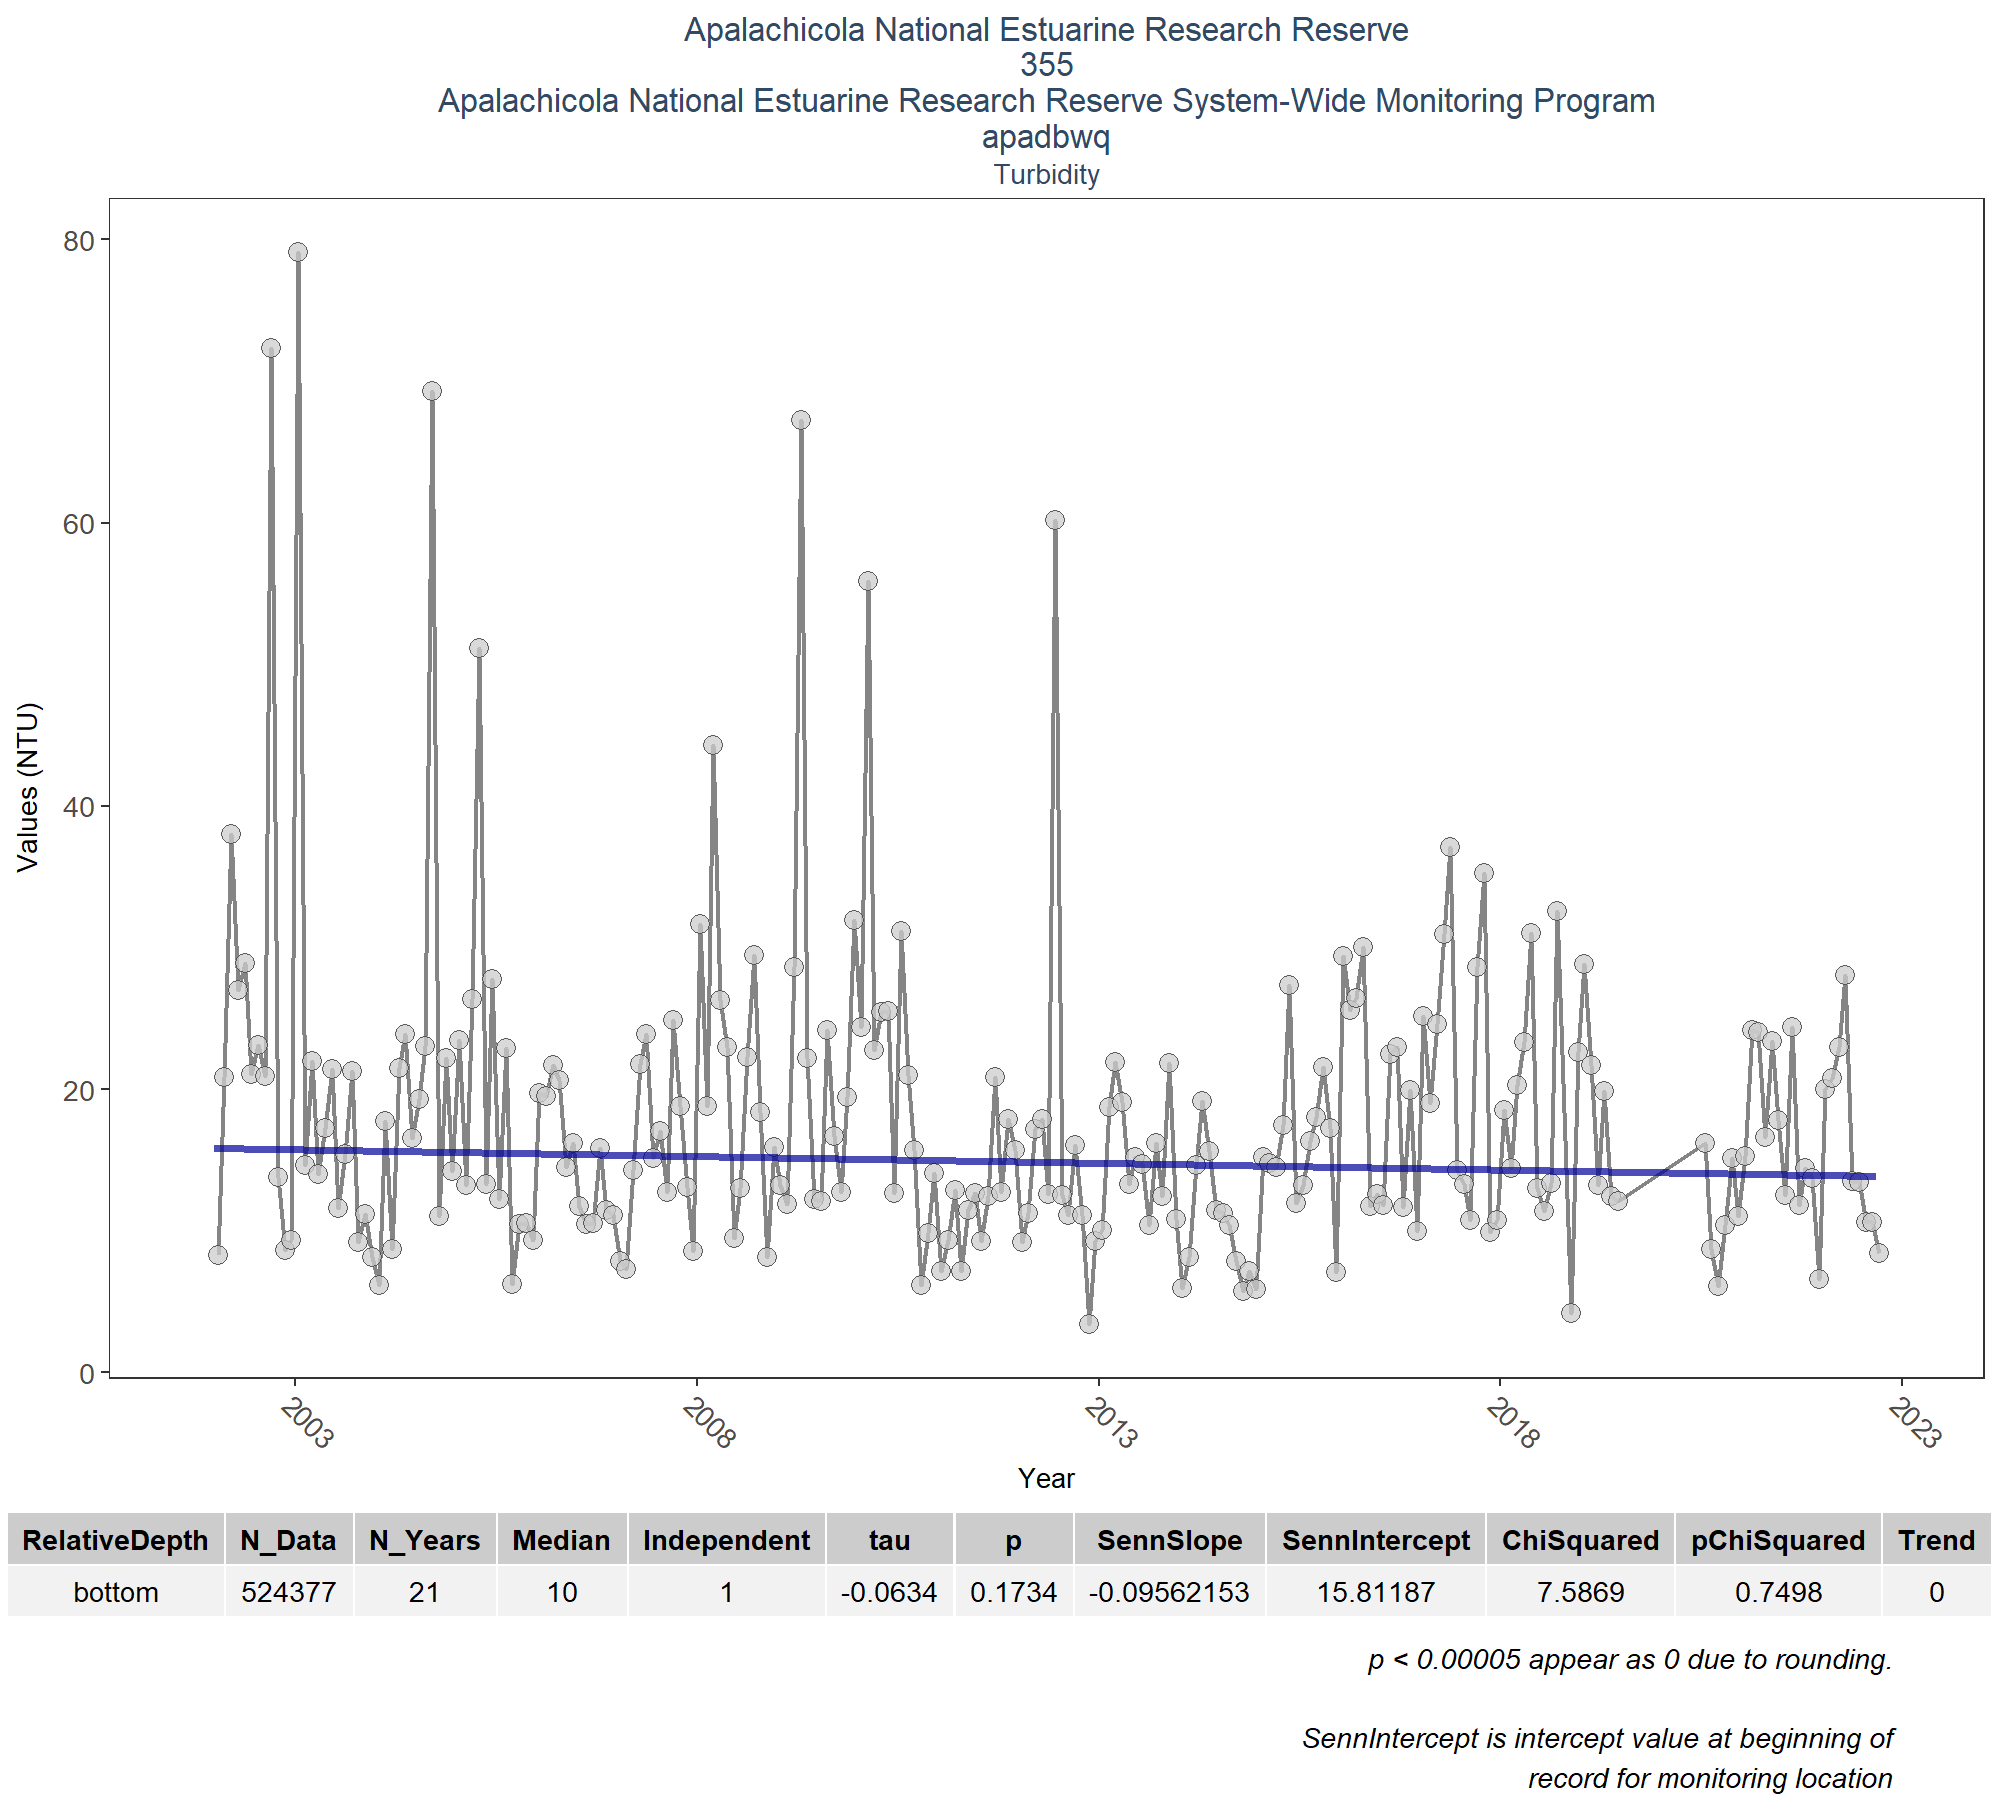 Apalachicola National Estuarine Research Reserve
355
Apalachicola National Estuarine Research Reserve System-Wide Monitoring Program
apadbwq
Turbidity
80
60
40
20
0
Values (NTU)
2003 2008 2013 2018 2023
Year
RelativeDepth N_Data N_Years Median Independent tau p SennSlope SennIntercept ChiSquared pChiSquared Trend
bottom 524377 21 10 1 -0.0634 0.1734 -0.09562153 15.81187 7.5869 0.7498 0
p < 0.00005 appear as 0 due to rounding.
SennIntercept is intercept value at beginning of
record for monitoring location